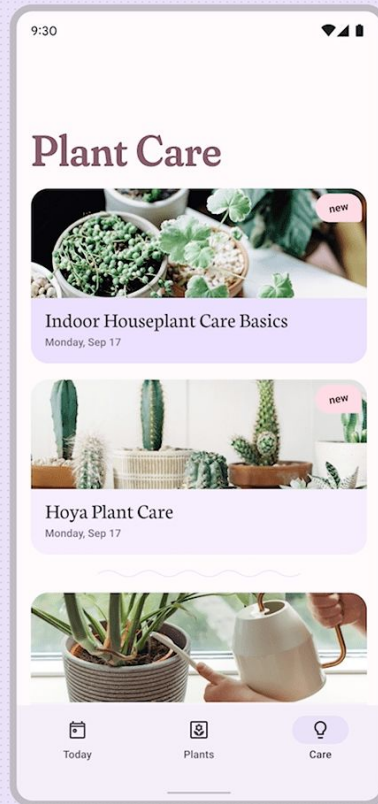 9:30
Plant Care
new
Indoor Houseplant Care Basics
Monday, Sep 17
new
Hoya Plant Care
Monday, Sep 17
Today Plants Care